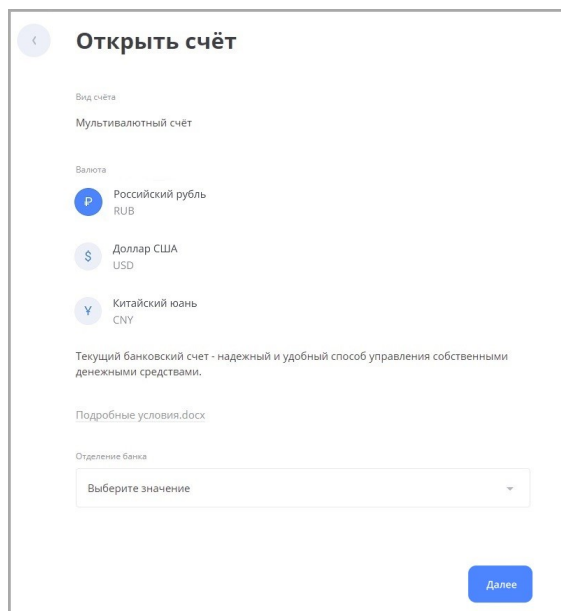 Открыть счёт
Вид счёта
Мультивалютный счёт
Валюта
₽
Российский рубль
RUB
$
Доллар США
USD
¥
Китайский юань
CNY
Текущий банковский счет - надежный и удобный способ управления собственными
денежными средствами.
Подробные условия.docx
Отделение банка
Выберите значение
Далее